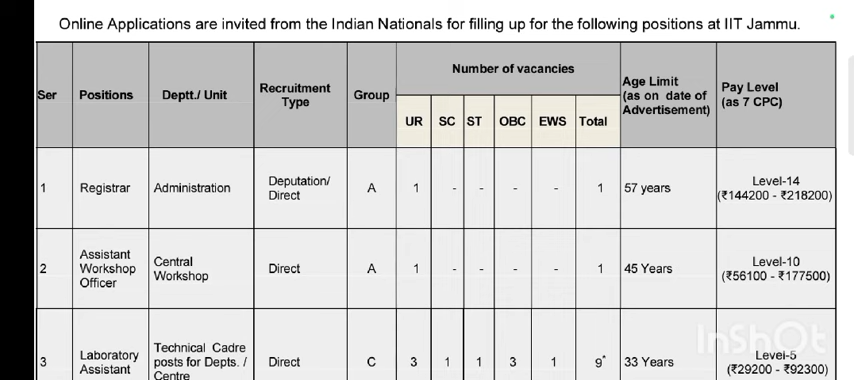 Online Applications are invited from the Indian Nationals for filling up for the following positions at IIT Jammu.
Ser Positions Deptt./ Unit Recruitment Type Group Number of vacancies Age Limit (as on date of Advertisement) Pay Level (as 7 CPC)
UR SC ST OBC EWS Total
1 Registrar Administration Deputation/ Direct A 1 - - - - 1 57 years Level-14 (₹144200 - ₹218200)
2 Assistant Workshop Officer Central Workshop Direct A 1 - - - - 1 45 Years Level-10 (₹56100 - ₹177500)
3 Laboratory Assistant Technical Cadre posts for Depts. / Centre Direct C 3 1 1 3 1 9* 33 Years Level-5 (₹29200 - ₹92300)
InShOt